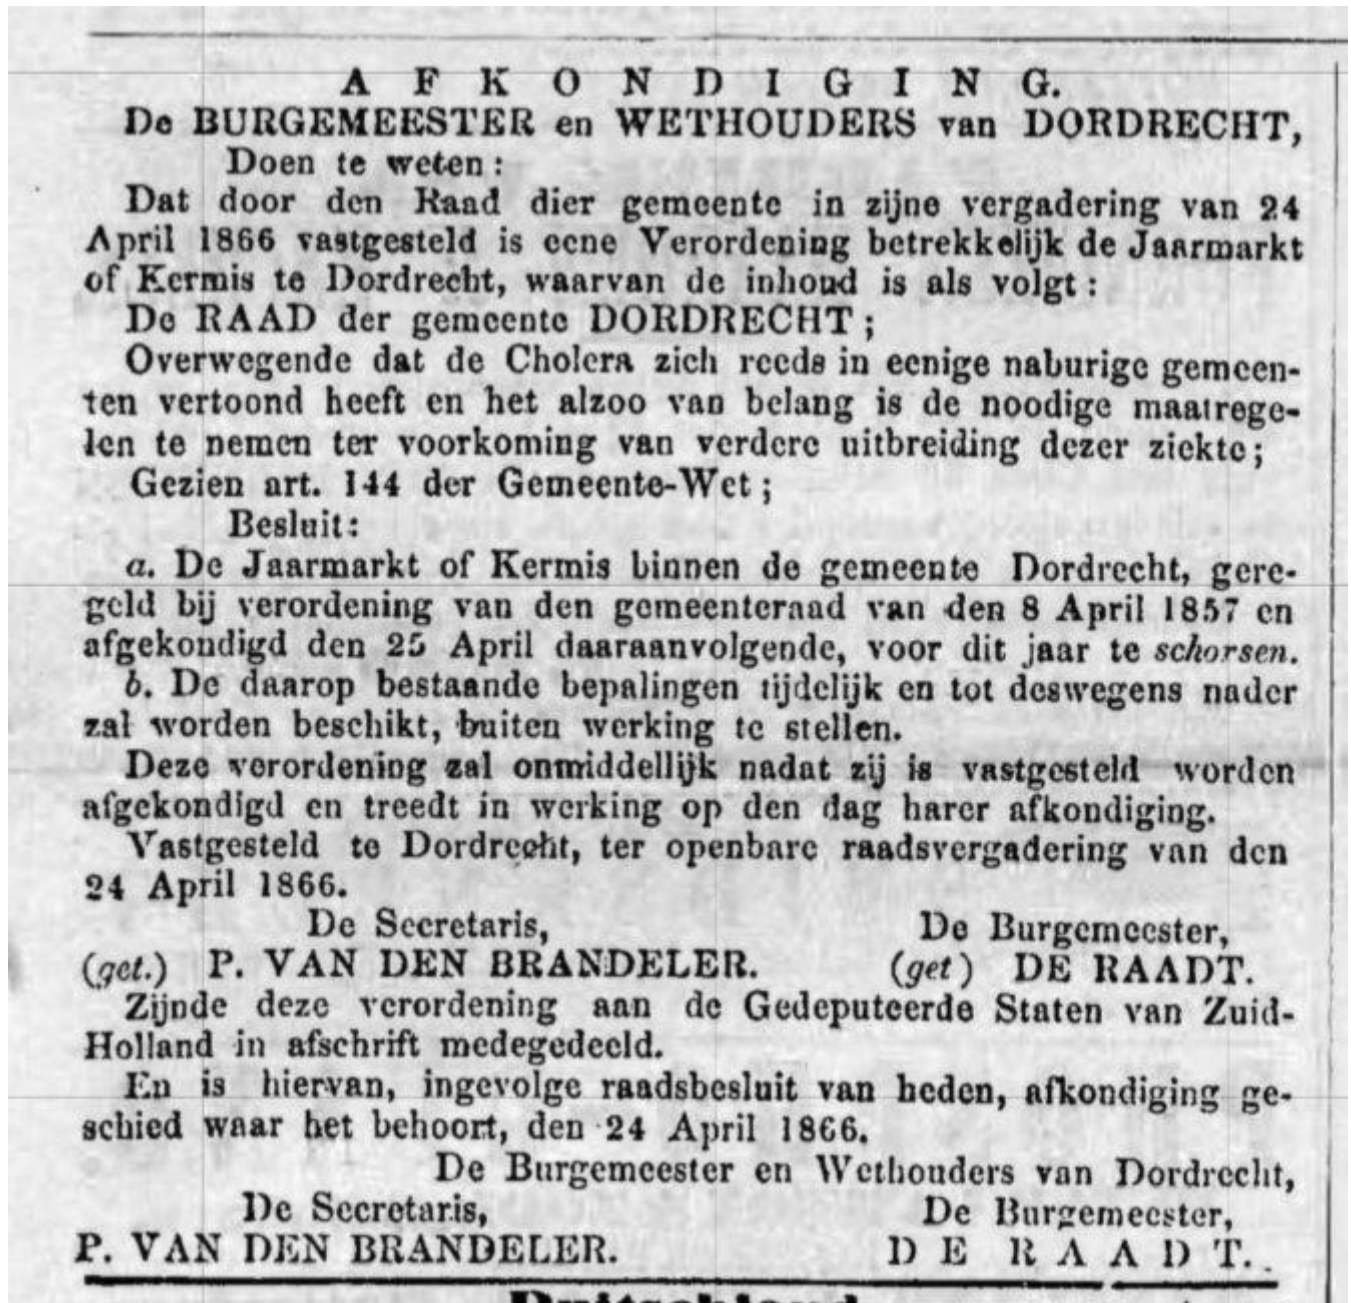 AFKONDIGING.
De BURGEMEESTER en WETHOUDERS van DORDRECHT,
Doen te weten:
Dat door den Raad dier gemeente in zijne vergadering van 24
April 1866 vastgesteld is eene Verordening betrekkelijk de Jaarmarkt
of Kermis te Dordrecht, waarvan de inhoud is als volgt:
De RAAD der gemeente DORDRECHT;
Overwegende dat de Cholera zich reeds in eenige naburige gemeen-
ten vertoond heeft en het alzoo van belang is de noodige maatrege-
len te nemen ter voorkoming van verdere uitbreiding dezer ziekte;
Gezien art. 144 der Gemeente-Wet;
Besluit:
a. De Jaarmarkt of Kermis binnen de gemeente Dordrecht, gere-
geld bij verordening van den gemeenteraad van den 8 April 1857 en
afgekondigd den 25 April daaraanvolgende, voor dit jaar te schorsen.
b. De daarop bestaande bepalingen tijdelijk en tot deswegens nader
zal worden beschikt, buiten werking te stellen.
Deze verordening zal onmiddellijk nadat zij is vastgesteld worden
afgekondigd en treedt in werking op den dag harer afkondiging.
Vastgesteld te Dordrecht, ter openbare raadsvergadering van den
24 April 1866.
De Secretaris, De Burgemeester,
(get.) P. VAN DEN BRANDELER. (get) DE RAADT.
Zijnde deze verordening aan de Gedeputeerde Staten van Zuid-
Holland in afschrift medegedeeld.
En is hiervan, ingevolge raadsbesluit van heden, afkondiging ge-
schied waar het behoort, den 24 April 1866.
De Burgemeester en Wethouders van Dordrecht,
De Secretaris, De Burgemeester,
P. VAN DEN BRANDELER. DE RAADT.